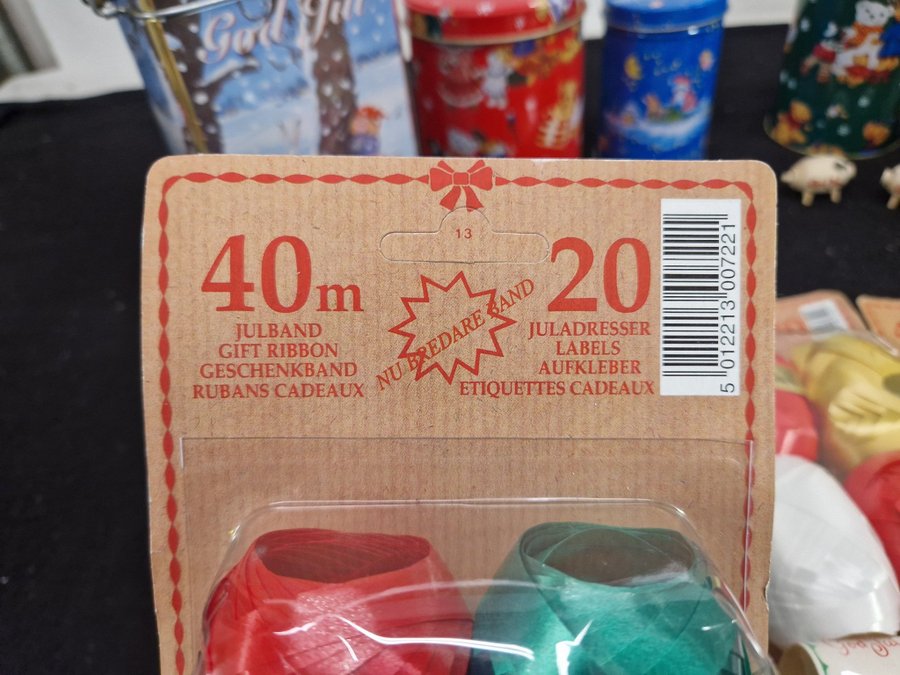 God Jul
13
40m
JULBAND
GIFT RIBBON
GESCHENKBAND
RUBANS CADEAUX
NU BREDARE BAND
20
JULADRESSER
LABELS
AUFKLEBER
ETIQUETTES CADEAUX
5 012213 007221